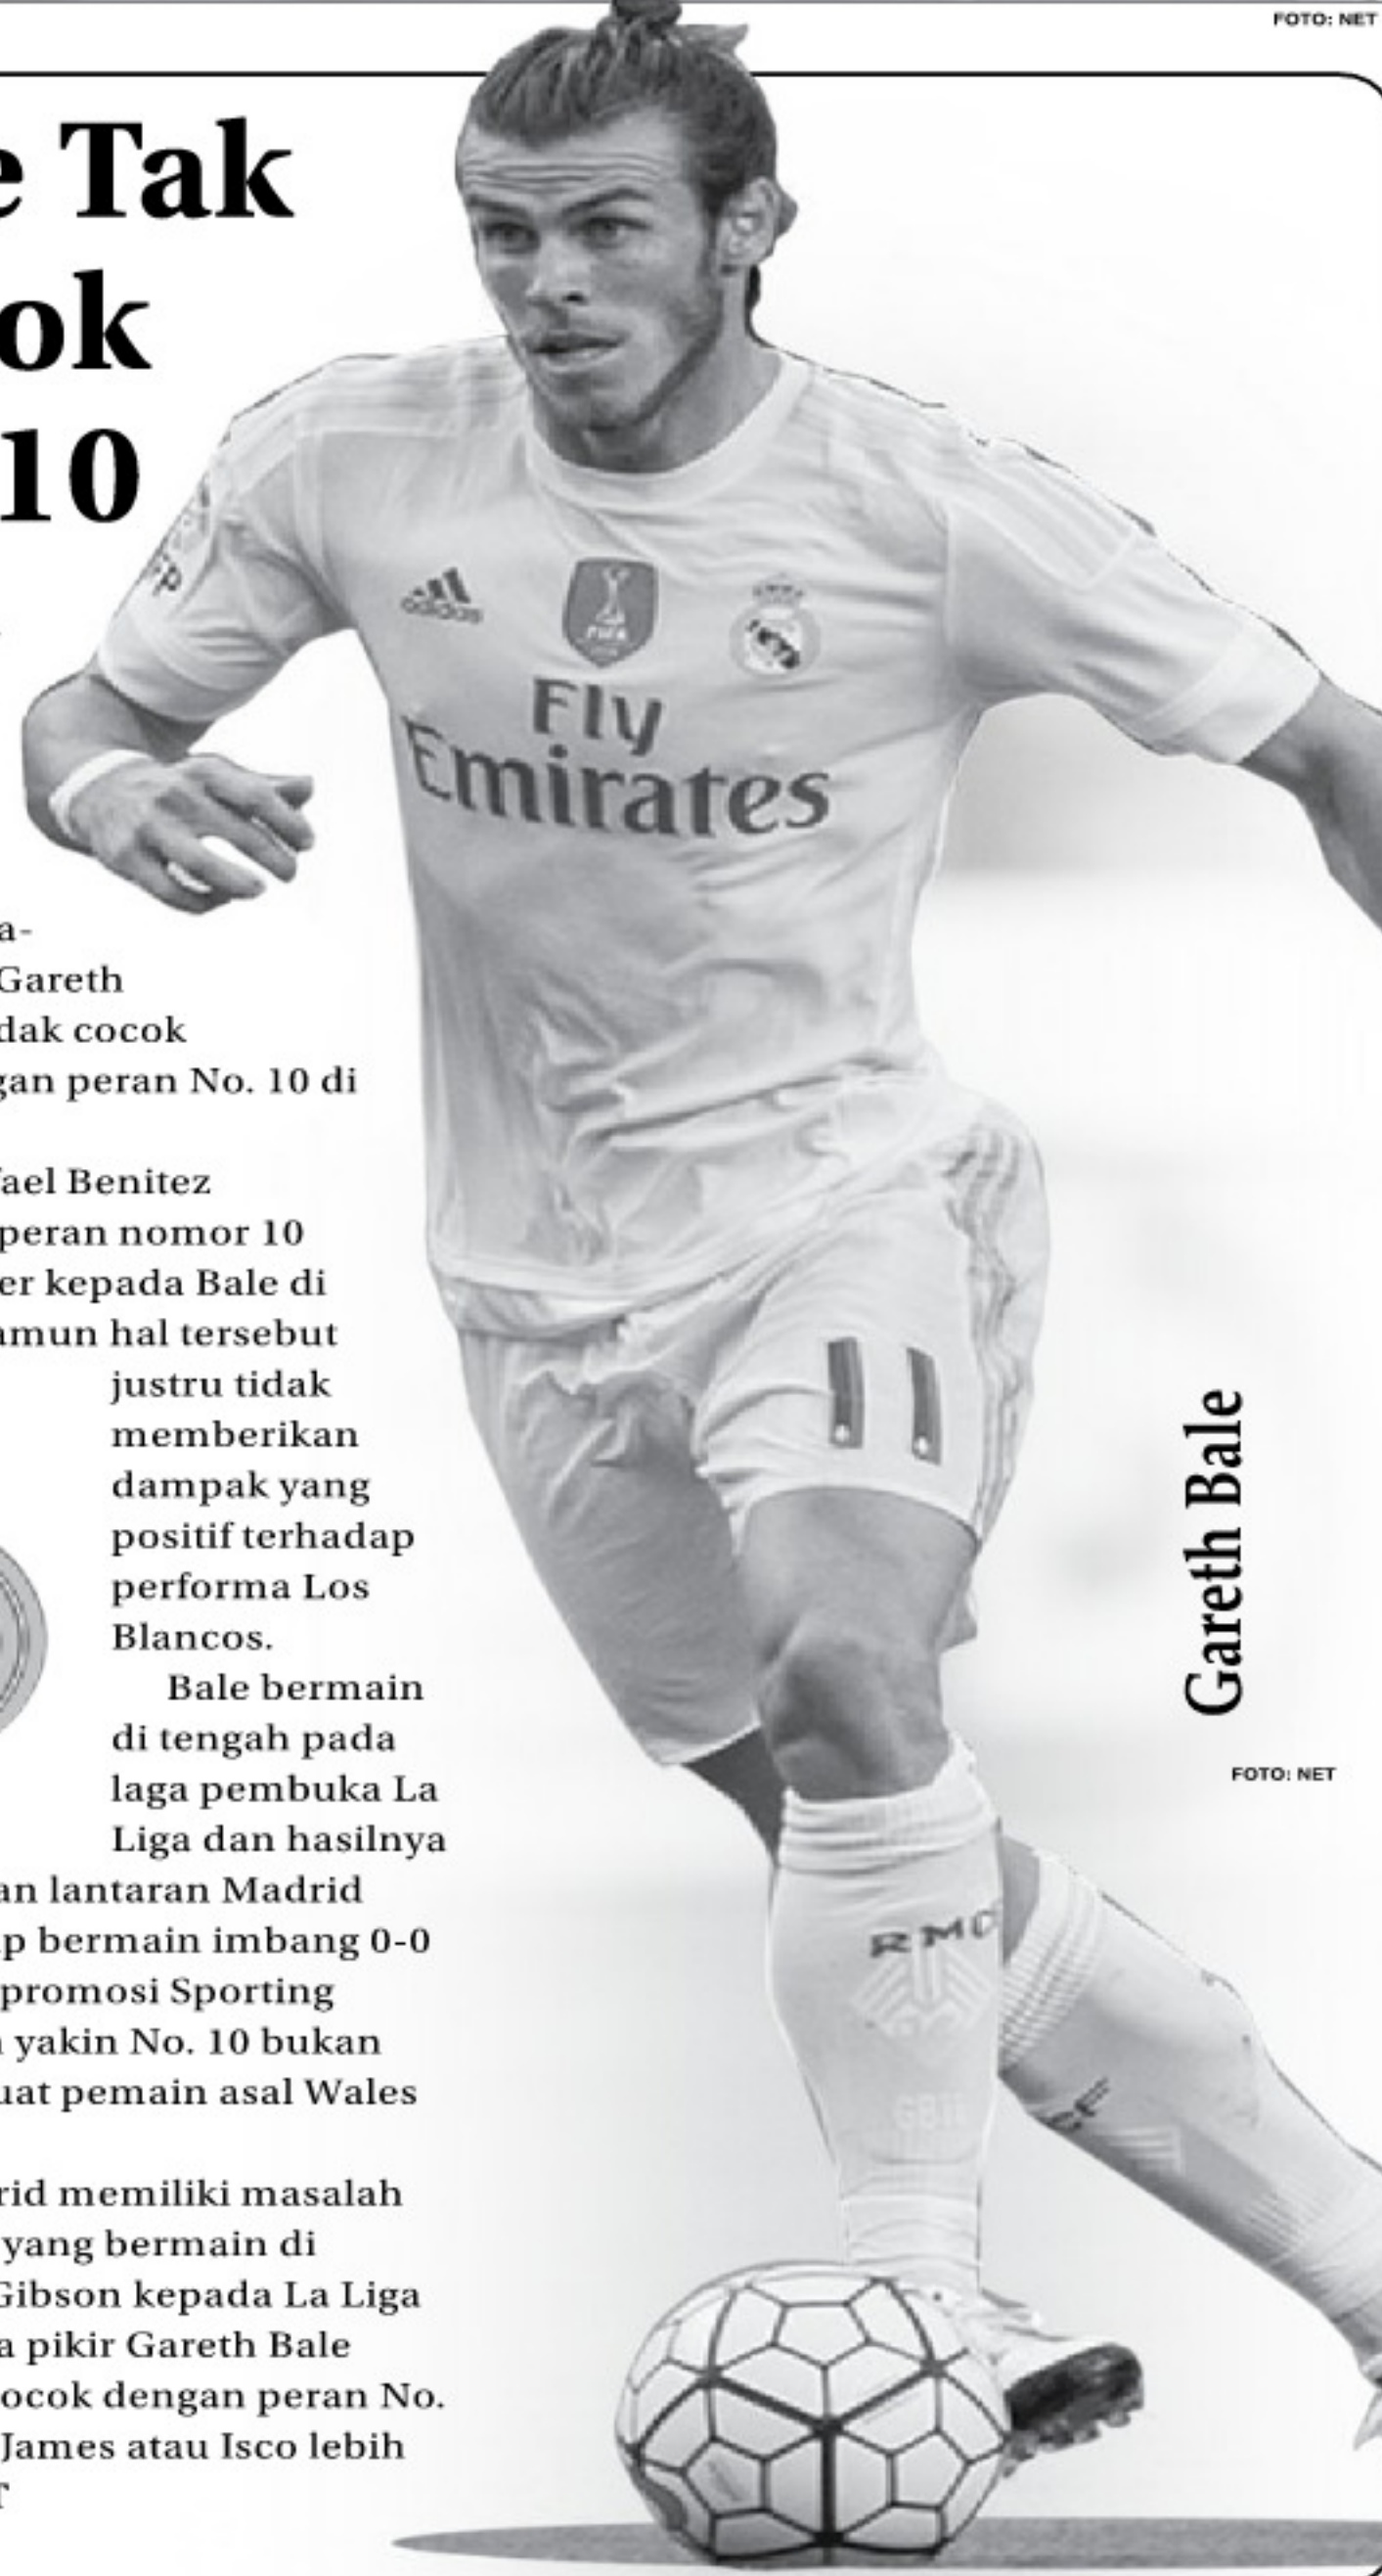 FOTO: NET
Tak
ok
10
adidas
FIFA
Fly
Emirates
a-
Gareth
dak cocok
gan peran No. 10 di
fael Benitez
peran nomor 10
er kepada Bale di
amun hal tersebut
justru tidak
memberikan
dampak yang
positif terhadap
performa Los
Blancos.
Bale bermain
di tengah pada
laga pembuka La
Liga dan hasilnya
an lantaran Madrid
ap bermain imbang 0-0
promosi Sporting
yakin No. 10 bukan
uat pemain asal Wales
rid memiliki masalah
yang bermain di
Gibson kepada La Liga
a pikir Gareth Bale
ocok dengan peran No.
James atau Isco lebih
11
Gareth Bale
FOTO: NET
RMC